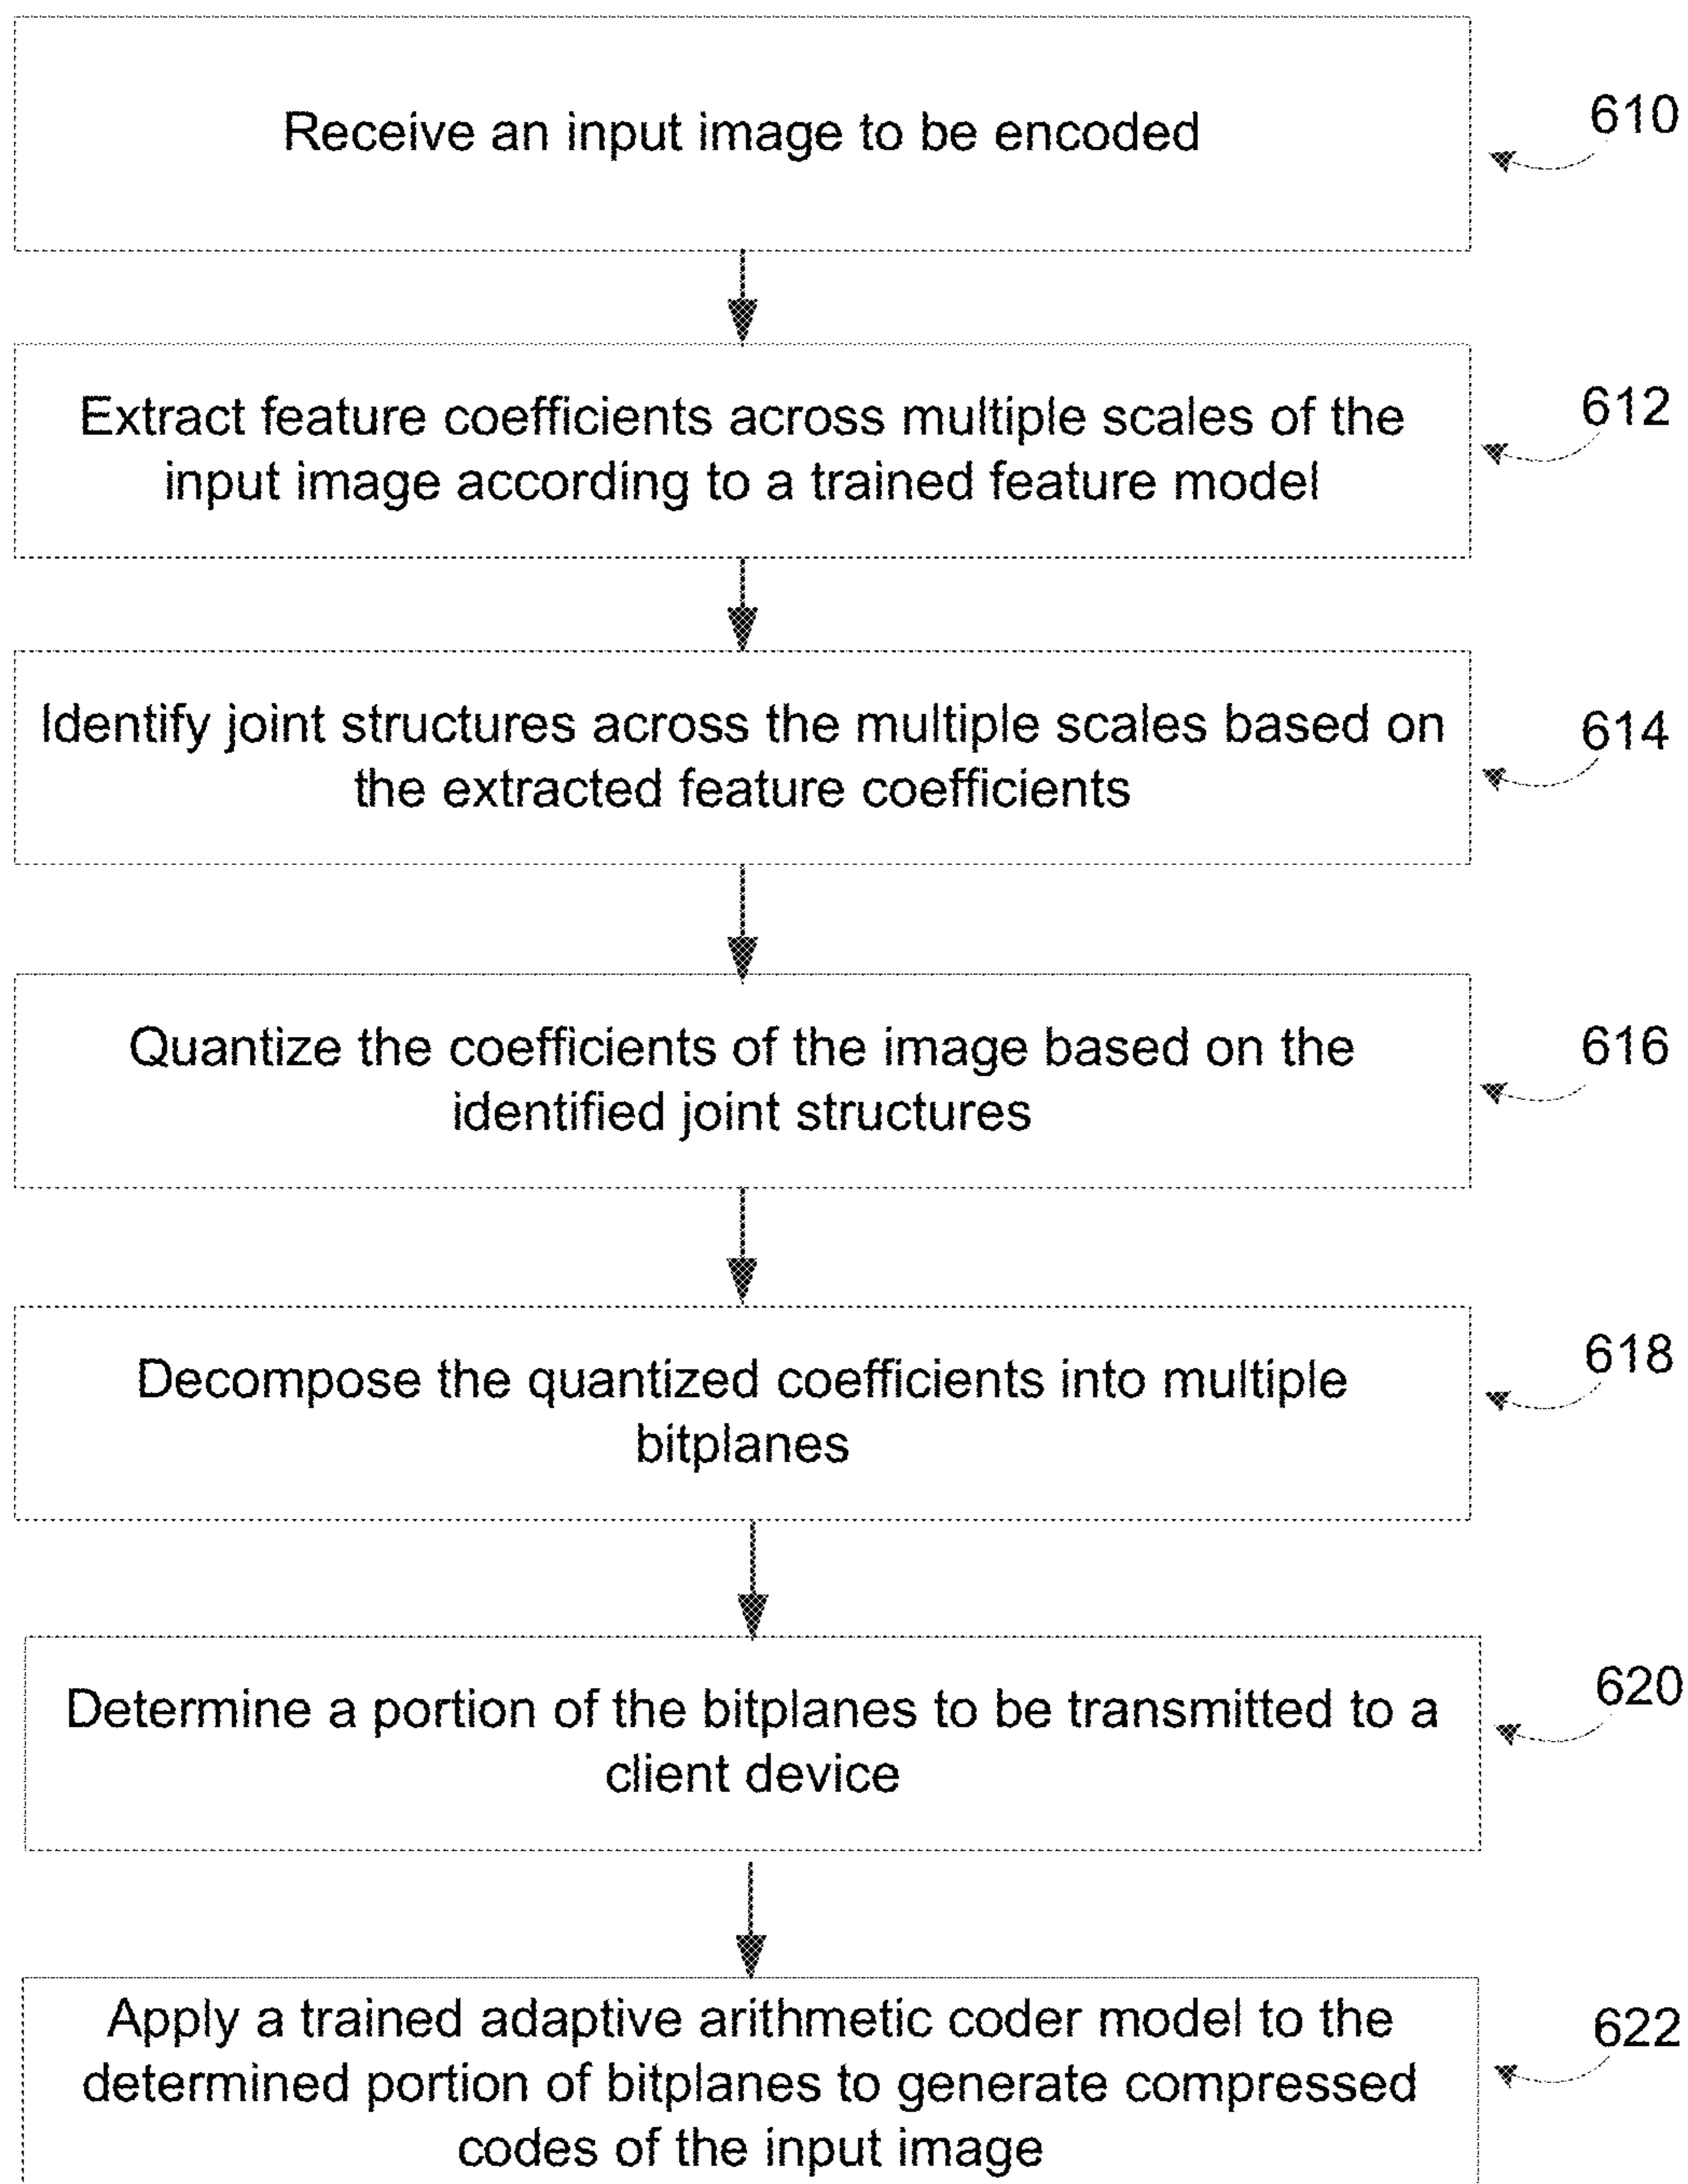 Receive an input image to be encoded
610
Extract feature coefficients across multiple scales of the
input image according to a trained feature model
612
Identify joint structures across the multiple scales based on
the extracted feature coefficients
614
Quantize the coefficients of the image based on the
identified joint structures
616
Decompose the quantized coefficients into multiple
bitplanes
618
Determine a portion of the bitplanes to be transmitted to a
client device
620
Apply a trained adaptive arithmetic coder model to the
determined portion of bitplanes to generate compressed
codes of the input image
622